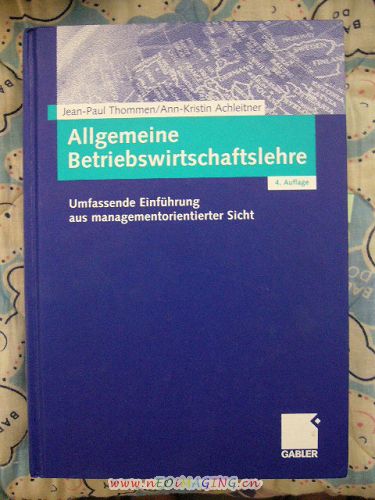 Jean-Paul Thommen/Ann-Kristin Achleitner
Allgemeine
Betriebswirtschaftslehre
4. Auflage
Umfassende Einführung
aus managementorientierter Sicht
GABLER
www.nEOiMAGING.cn